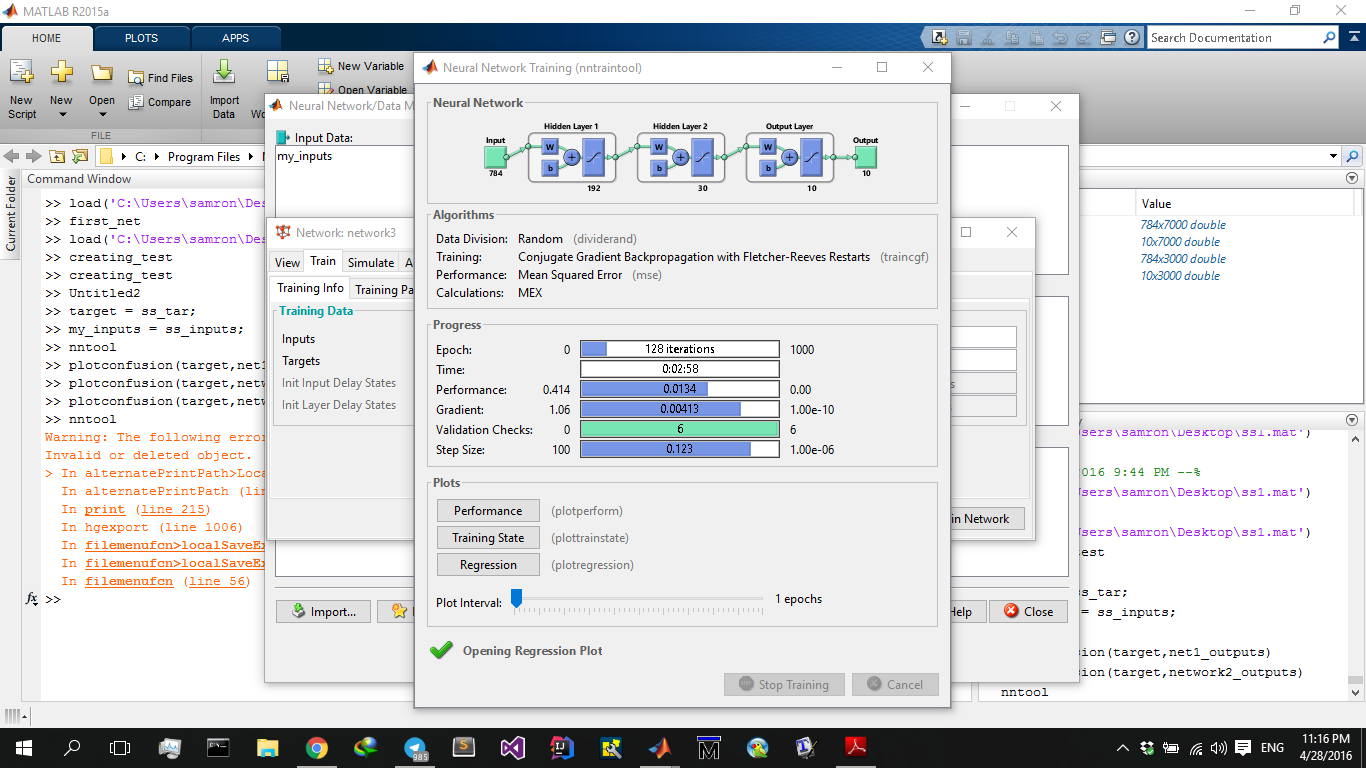 MATLAB R2015a
HOME
PLOTS
APPS
Search Documentation
New Script
New
Open
Find Files
Compare
Import Data
New Variable
Open Variable
FILE
C:
Program Files
Current Folder
Command Window
>> load('C:\Users\samron\Des
>> first_net
>> load('C:\Users\samron\Des
>> creating_test
>> creating_test
>> Untitled2
>> target = ss_tar;
>> my_inputs = ss_inputs;
>> nntool
>> plotconfusion(target,net1
>> plotconfusion(target,netw
>> plotconfusion(target,netw
>> nntool
Warning: The following error
Invalid or deleted object.
> In alternatePrintPath>Loca
In alternatePrintPath (lin
In print (line 215)
In hgexport (line 1006)
In filemenufcn>localSaveEx
In filemenufcn>localSaveEx
In filemenufcn (line 56)
fx >>
Neural Network/Data M
Input Data:
my_inputs
Network: network3
View
Train
Simulate
A
Training Info
Training Pa
Training Data
Inputs
Targets
Init Input Delay States
Init Layer Delay States
Import...
Neural Network Training (nntraintool)
Neural Network
Input
784
Hidden Layer 1
W
b
192
Hidden Layer 2
W
b
30
Output Layer
W
b
10
Output
10
Algorithms
Data Division: Random (dividerand)
Training: Conjugate Gradient Backpropagation with Fletcher-Reeves Restarts (traincgf)
Performance: Mean Squared Error (mse)
Calculations: MEX
Progress
Epoch: 0 128 iterations 1000
Time: 0:02:58
Performance: 0.414 0.0134 0.00
Gradient: 1.06 0.00413 1.00e-10
Validation Checks: 0 6 6
Step Size: 100 0.123 1.00e-06
Plots
Performance (plotperform)
Training State (plottrainstate)
Regression (plotregression)
Plot Interval: 1 epochs
Opening Regression Plot
Stop Training
Cancel
in Network
Help
Close
Value
784x7000 double
10x7000 double
784x3000 double
10x3000 double
sers\samron\Desktop\ss1.mat')
2016 9:44 PM --%
sers\samron\Desktop\ss1.mat')
sers\samron\Desktop\ss1.mat')
test
ss_tar;
= ss_inputs;
sion(target,net1_outputs)
sion(target,network2_outputs)
nntool
985
S
M
ENG
11:16 PM
4/28/2016